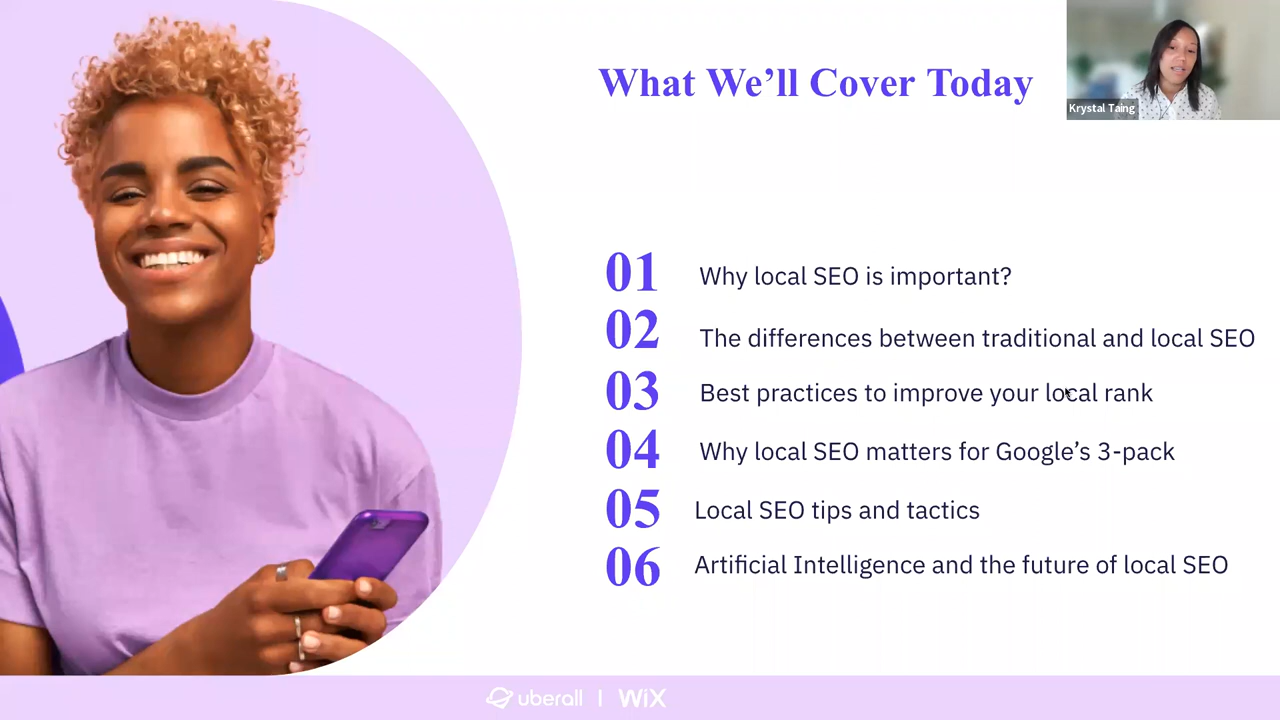 What We’ll Cover Today
Krystal Taing
01 Why local SEO is important?
02 The differences between traditional and local SEO
03 Best practices to improve your local rank
04 Why local SEO matters for Google’s 3-pack
05 Local SEO tips and tactics
06 Artificial Intelligence and the future of local SEO
uberall | WiX